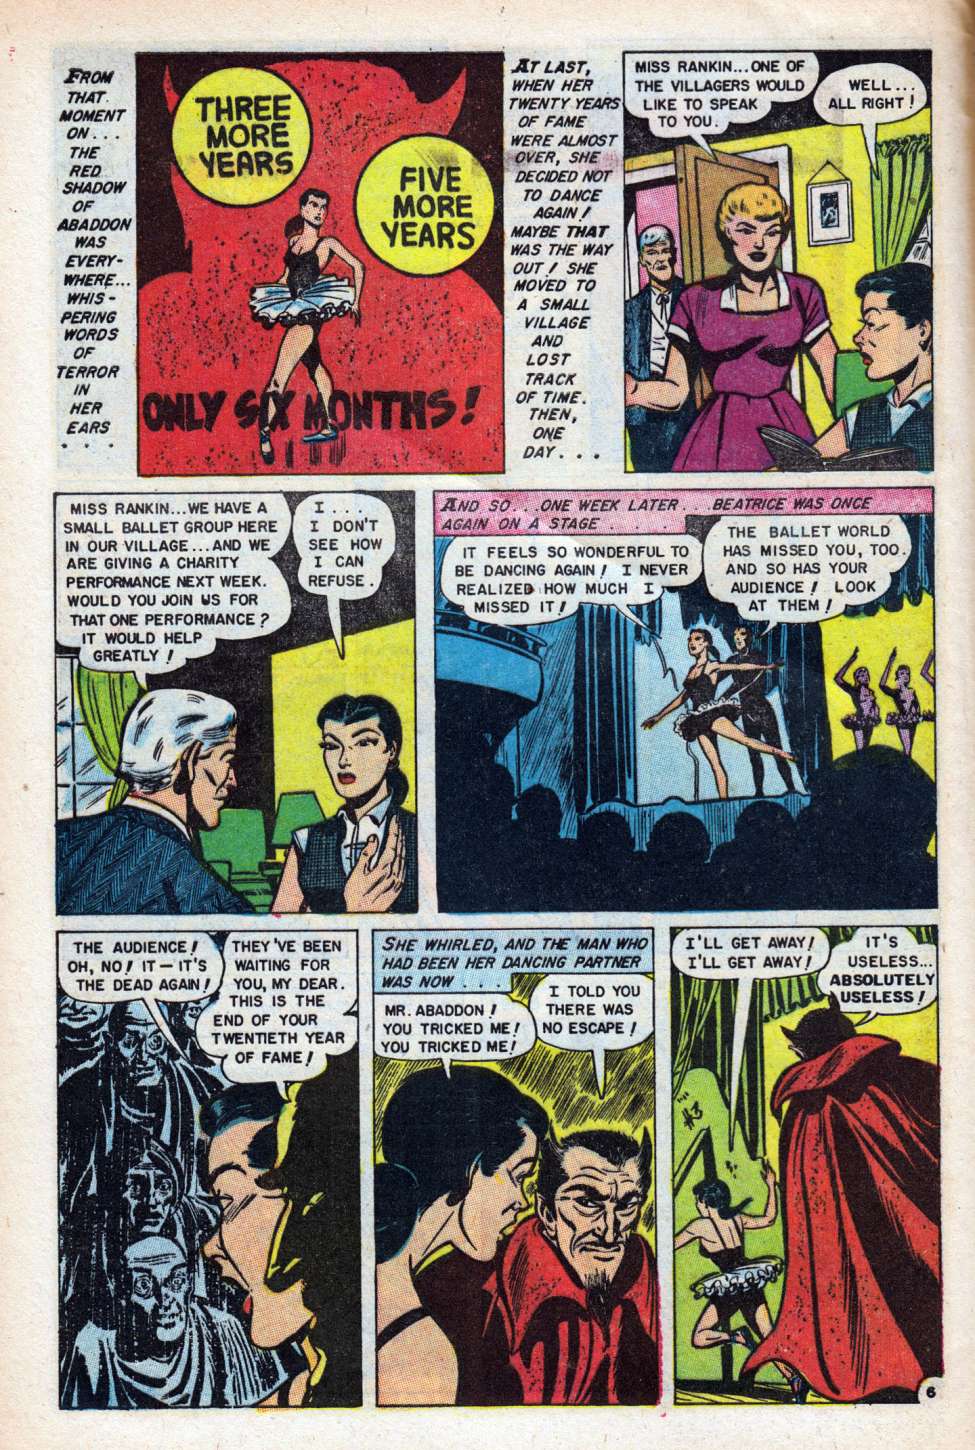 FROM
THAT
MOMENT
ON...
THE
RED
SHADOW
OF
ABADDON
WAS
EVERY-
WHERE...
WHIS-
PERING
WORDS
OF
TERROR
IN
HER
EARS
....
THREE
MORE
YEARS
FIVE
MORE
YEARS
ONLY SIX MONTHS!
AT LAST,
WHEN HER
TWENTY YEARS
OF FAME
WERE ALMOST
OVER, SHE
DECIDED NOT
TO DANCE
AGAIN!
MAYBE THAT
WAS THE WAY
OUT! SHE
MOVED TO
A SMALL
VILLAGE
AND
LOST
TRACK
OF TIME.
THEN,
ONE
DAY...
MISS RANKIN...ONE OF
THE VILLAGERS WOULD
LIKE TO SPEAK
TO YOU.
WELL...
ALL RIGHT!
MISS RANKIN...WE HAVE A
SMALL BALLET GROUP HERE
IN OUR VILLAGE...AND WE
ARE GIVING A CHARITY
PERFORMANCE NEXT WEEK.
WOULD YOU JOIN US FOR
THAT ONE PERFORMANCE?
IT WOULD HELP
GREATLY!
I...
I DON'T
SEE HOW
I CAN
REFUSE.
AND SO...ONE WEEK LATER...BEATRICE WAS ONCE
AGAIN ON A STAGE....
IT FEELS SO WONDERFUL TO
BE DANCING AGAIN! I NEVER
REALIZED HOW MUCH I
MISSED IT!
THE BALLET WORLD
HAS MISSED YOU, TOO.
AND SO HAS YOUR
AUDIENCE! LOOK
AT THEM!
THE AUDIENCE!
OH, NO! IT—IT'S
THE DEAD AGAIN!
THEY'VE BEEN
WAITING FOR
YOU, MY DEAR.
THIS IS THE
END OF YOUR
TWENTIETH YEAR
OF FAME!
SHE WHIRLED, AND THE MAN WHO
HAD BEEN HER DANCING PARTNER
WAS NOW...
MR. ABADDON!
YOU TRICKED ME!
YOU TRICKED ME!
I TOLD YOU
THERE WAS
NO ESCAPE!
I'LL GET AWAY!
I'LL GET AWAY!
IT'S
USELESS...
ABSOLUTELY
USELESS!
#3
6